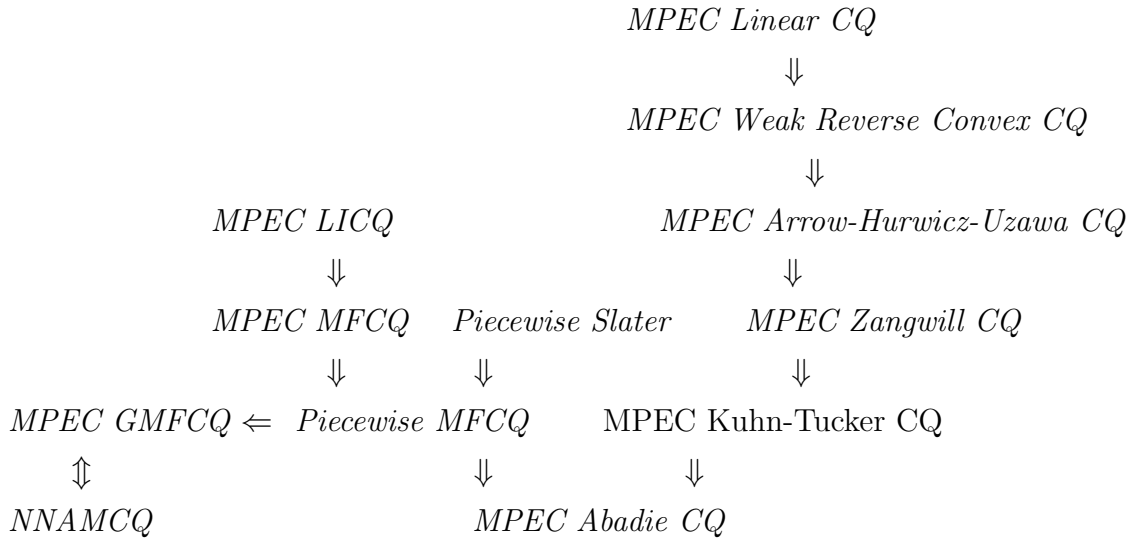 MPEC Linear CQ
⇓
MPEC Weak Reverse Convex CQ
⇓
MPEC LICQ MPEC Arrow-Hurwicz-Uzawa CQ
⇓ ⇓
MPEC MFCQ Piecewise Slater MPEC Zangwill CQ
⇓ ⇓ ⇓
MPEC GMFCQ ⇐ Piecewise MFCQ MPEC Kuhn-Tucker CQ
⇕ ⇓ ⇓
NNAMCQ MPEC Abadie CQ